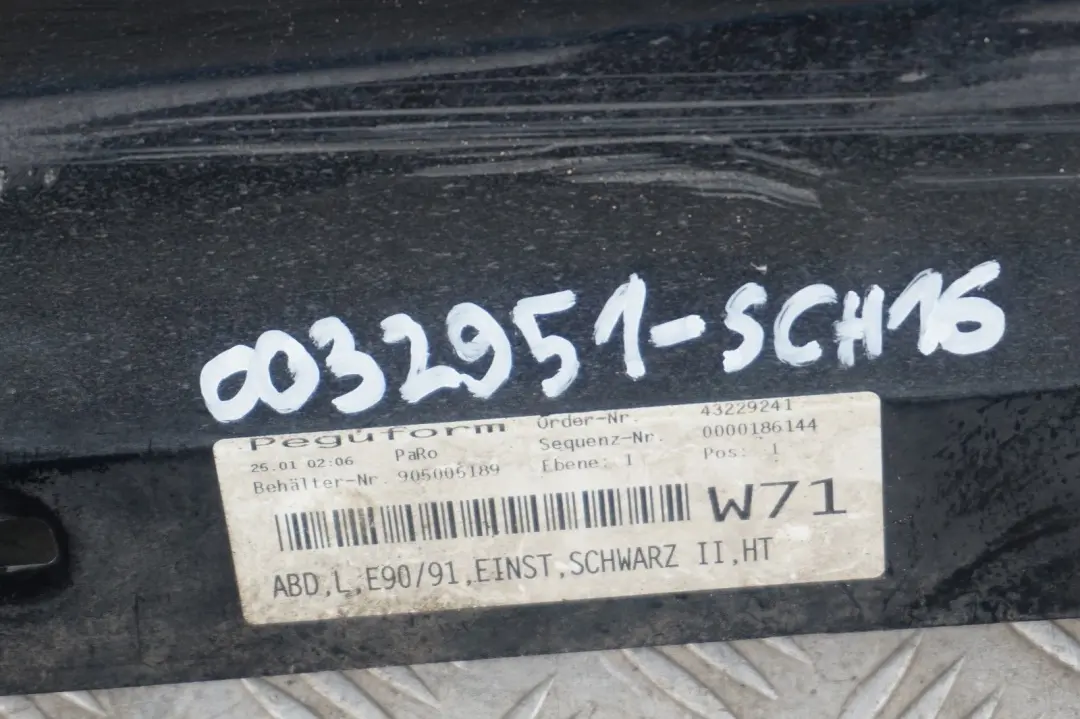 0032951-SCH16
Peguform Order-Nr. 43229241
25.01 02:06 PaRo Sequenz-Nr. 0000186144
Behälter-Nr 905005189 Ebene: 1 Pos: 1
W71
ABD,L,E90/91,EINST,SCHWARZ II,HT